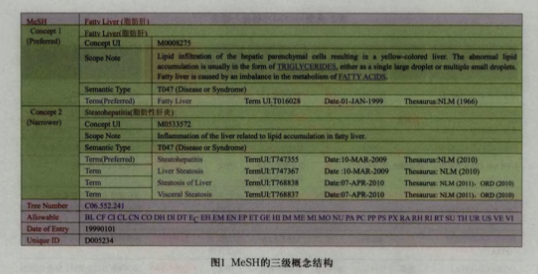 MeSH Fatty Liver (脂肪肝)
Concept 1 Fatty Liver(脂肪肝)
(Preferred) Concept UI M0008275
Scope Note Lipid infiltration of the hepatic parenchymal cells resulting in a yellow-colored liver. The abnormal lipid
accumulation is usually in the form of TRIGLYCERIDES, either as a single large droplet or multiple small droplets.
Fatty liver is caused by an imbalance in the metabolism of FATTY ACIDS.
Semantic Type T047 (Disease or Syndrome)
Term(Preferred) Fatty Liver Term UI:T016028 Date:01-JAN-1999 Thesaurus:NLM (1966)
Concept 2 Steatohepatitis(脂肪性肝炎)
(Narrower) Concept UI M0533572
Scope Note Inflammation of the liver related to lipid accumulation in fatty liver.
Semantic Type T047 (Disease or Syndrome)
Term(Preferred) Steatohepatitis TermUI:T747355 Date:10-MAR-2009 Thesaurus:NLM (2010)
Term Liver Steatosis TermUI:T747367 Date:10-MAR-2009 Thesaurus: NLM (2010)
Term Steatosis of Liver TermUI:T768838 Date:07-APR-2010 Thesaurus:NLM (2011)、ORD (2010)
Term Visceral Steatosis TermUI:T768837 Date:07-APR-2010 Thesaurus:NLM (2011)、ORD (2010)
Tree Number C06.552.241
Allowable BL CF CI CL CN CO DH DI DT EC EH EM EN EP ET GE HI IM ME MI MO NU PA PC PP PS PX RA RH RI RT SU TH UR US VE VI
Date of Entry 19990101
Unique ID D005234
图1 MeSH的三级概念结构